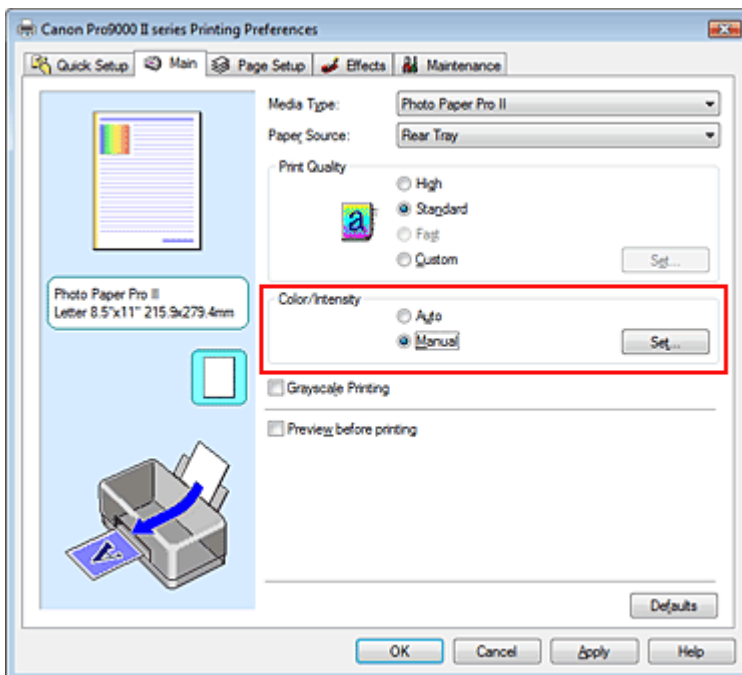 Canon Pro9000 II series Printing Preferences
Quick Setup Main Page Setup Effects Maintenance
Media Type: Photo Paper Pro II
Paper Source: Rear Tray
Print Quality
High
a Standard
Fast
Custom Set...
Photo Paper Pro II
Letter 8.5"x11" 215.9x279.4mm
Color/Intensity
Auto
Manual Set...
Grayscale Printing
Preview before printing
A
Defaults
OK Cancel Apply Help